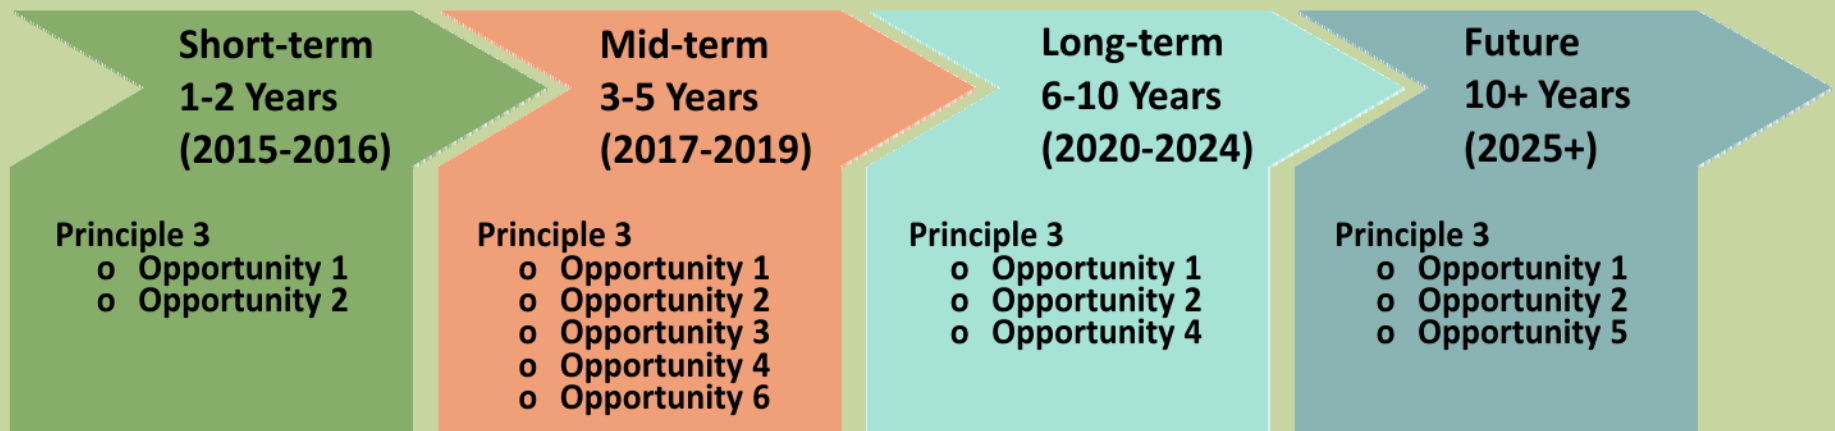 Short-term
1-2 Years
(2015-2016)
Principle 3
o Opportunity 1
o Opportunity 2
Mid-term
3-5 Years
(2017-2019)
Principle 3
o Opportunity 1
o Opportunity 2
o Opportunity 3
o Opportunity 4
o Opportunity 6
Long-term
6-10 Years
(2020-2024)
Principle 3
o Opportunity 1
o Opportunity 2
o Opportunity 4
Future
10+ Years
(2025+)
Principle 3
o Opportunity 1
o Opportunity 2
o Opportunity 5